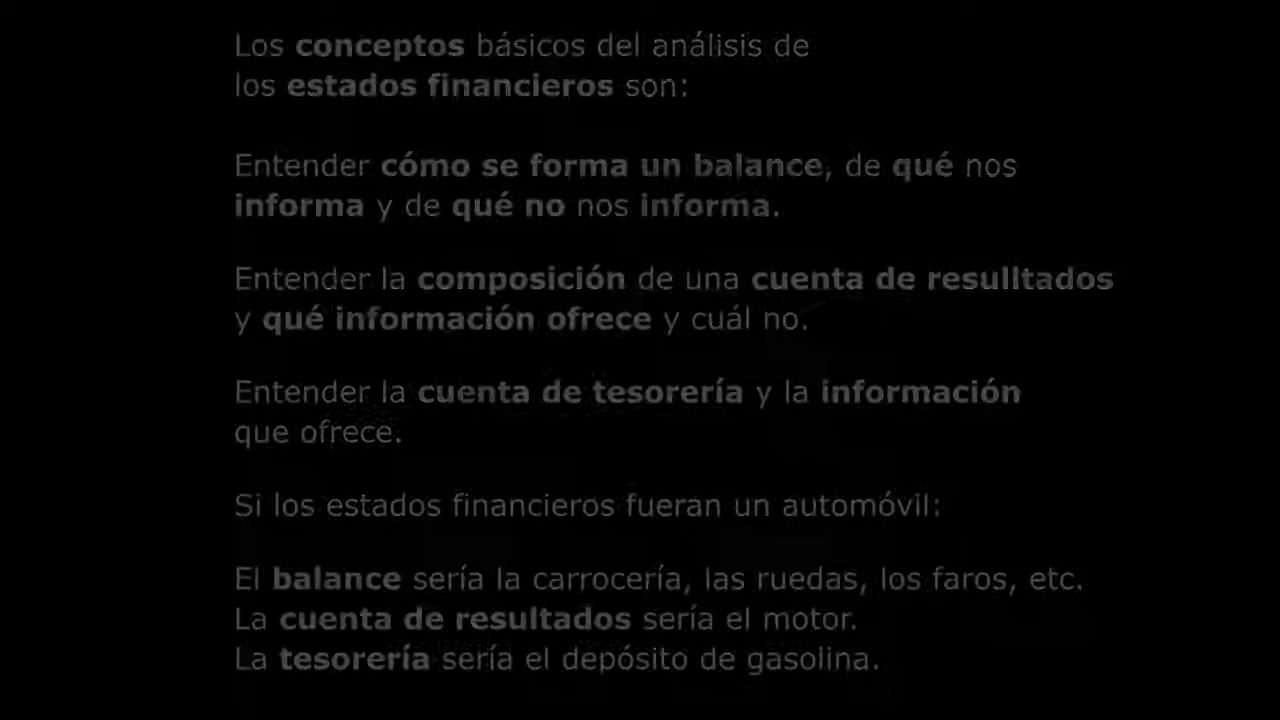 Los conceptos básicos del análisis de
los estados financieros son:
Entender cómo se forma un balance, de qué nos
informa y de qué no nos informa.
Entender la composición de una cuenta de resulltados
y qué información ofrece y cuál no.
Entender la cuenta de tesorería y la información
que ofrece.
Si los estados financieros fueran un automóvil:
El balance sería la carrocería, las ruedas, los faros, etc.
La cuenta de resultados sería el motor.
La tesorería sería el depósito de gasolina.